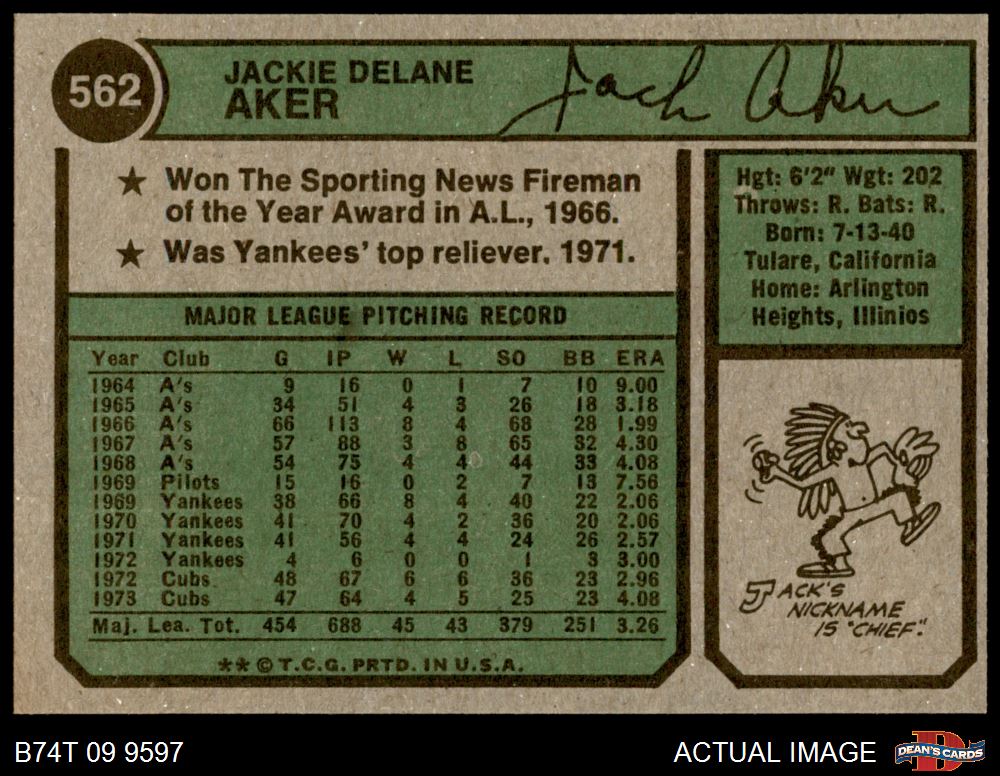 562
JACKIE DELANE
AKER
Jack Aker
★ Won The Sporting News Fireman
of the Year Award in A.L., 1966.
★ Was Yankees' top reliever, 1971.
Hgt: 6'2" Wgt: 202
Throws: R. Bats: R.
Born: 7-13-40
Tulare, California
Home: Arlington
Heights, Illinios
MAJOR LEAGUE PITCHING RECORD
Year Club G IP W L SO BB ERA
1964 A's 9 16 0 1 7 10 9.00
1965 A's 34 51 4 3 26 18 3.18
1966 A's 66 113 8 4 68 28 1.99
1967 A's 57 88 3 8 65 32 4.30
1968 A's 54 75 4 4 44 33 4.08
1969 Pilots 15 16 0 2 7 13 7.56
1969 Yankees 38 66 8 4 40 22 2.06
1970 Yankees 41 70 4 2 36 20 2.06
1971 Yankees 41 56 4 4 24 26 2.57
1972 Yankees 4 6 0 0 1 3 3.00
1972 Cubs 48 67 6 6 36 23 2.96
1973 Cubs 47 64 4 5 25 23 4.08
Maj. Lea. Tot. 454 688 45 43 379 251 3.26
** © T.C.G. PRTD. IN U.S.A.
JACK'S
NICKNAME
IS "CHIEF."
B74T 09 9597
ACTUAL IMAGE
DEAN'S CARDS